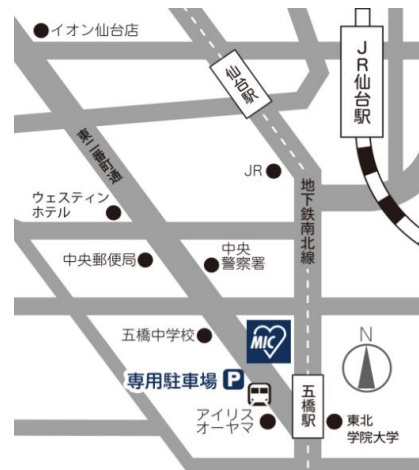 イオン仙台店
JR仙台駅
仙台駅
東二番町通
JR
地下鉄南北線
ウェスティン
ホテル
中央郵便局
中央
警察署
五橋中学校
MIC
N
専用駐車場 P
五橋駅
アイリス
オーヤマ
東北
学院大学